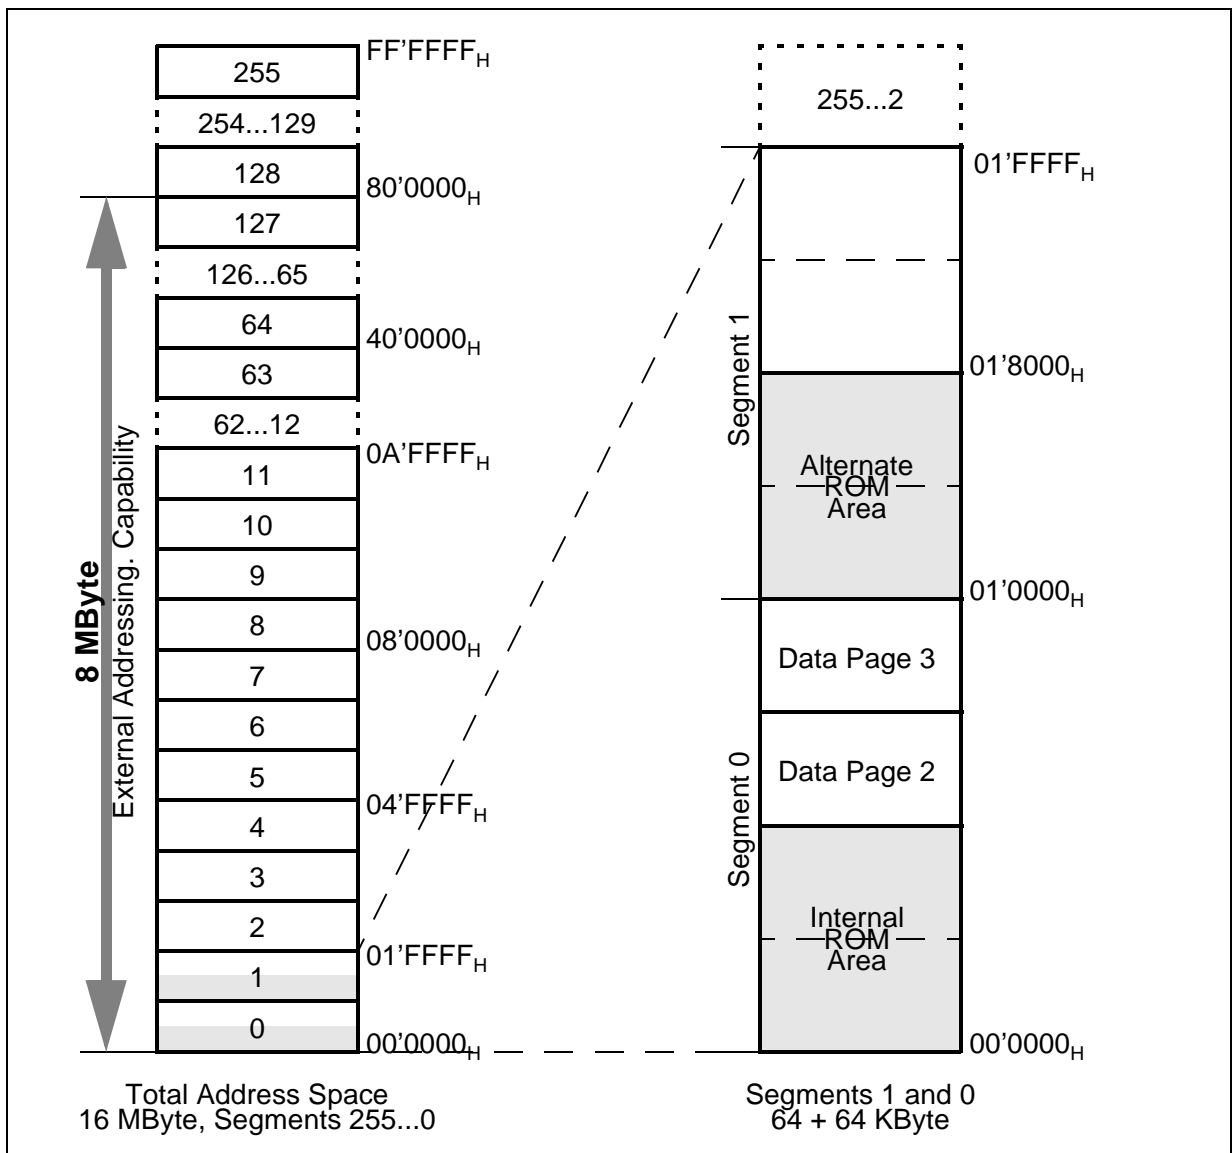 FF’FFFFH
255
254...129
128
80’0000H
127
126...65
64
40’0000H
63
62...12
0A’FFFFH
11
10
9
8
08’0000H
7
6
5
04’FFFFH
4
3
2
01’FFFFH
1
0
00’0000H
8 MByte
External Addressing. Capability
Total Address Space
16 MByte, Segments 255...0
255...2
01’FFFFH
Segment 1
01’8000H
Alternate
ROM
Area
01’0000H
Data Page 3
Data Page 2
Segment 0
Internal
ROM
Area
00’0000H
Segments 1 and 0
64 + 64 KByte